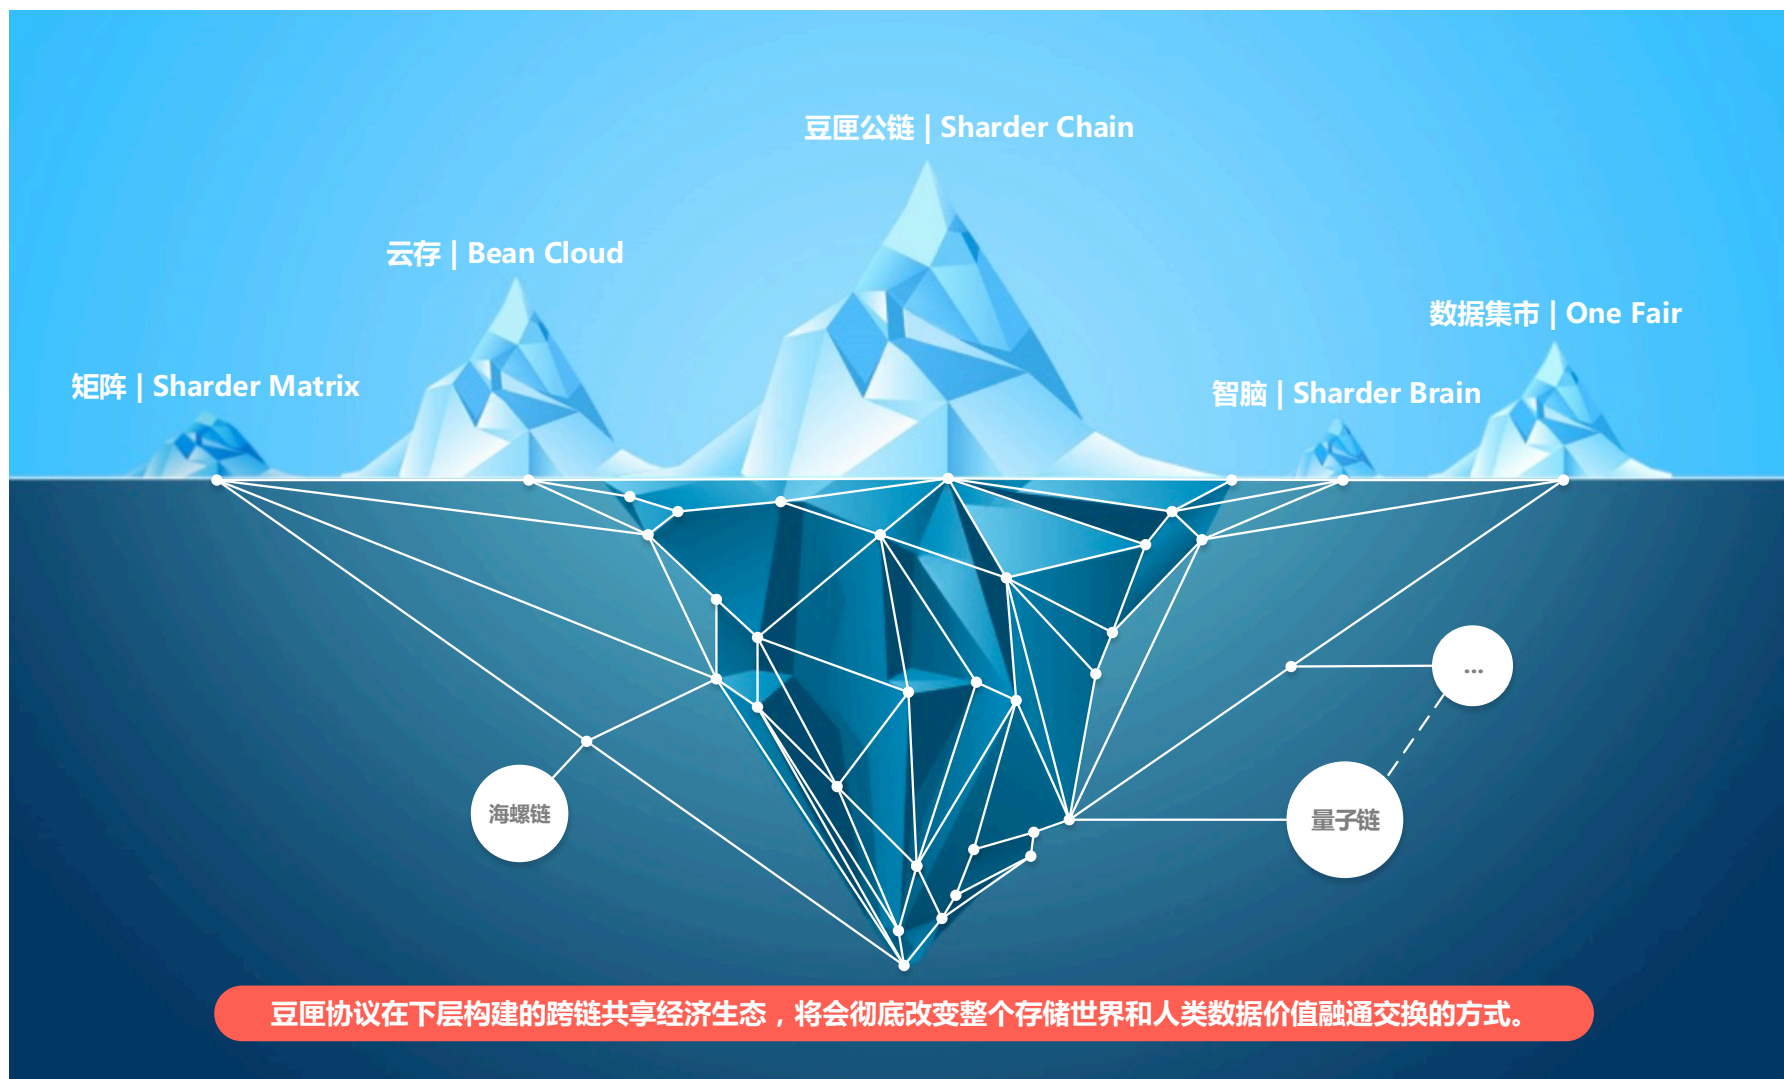 豆匣公链 | Sharder Chain
云存 | Bean Cloud
数据集市 | One Fair
矩阵 | Sharder Matrix
智脑 | Sharder Brain
...
海螺链
量子链
豆匣协议在下层构建的跨链共享经济生态，将会彻底改变整个存储世界和人类数据价值融通交换的方式。